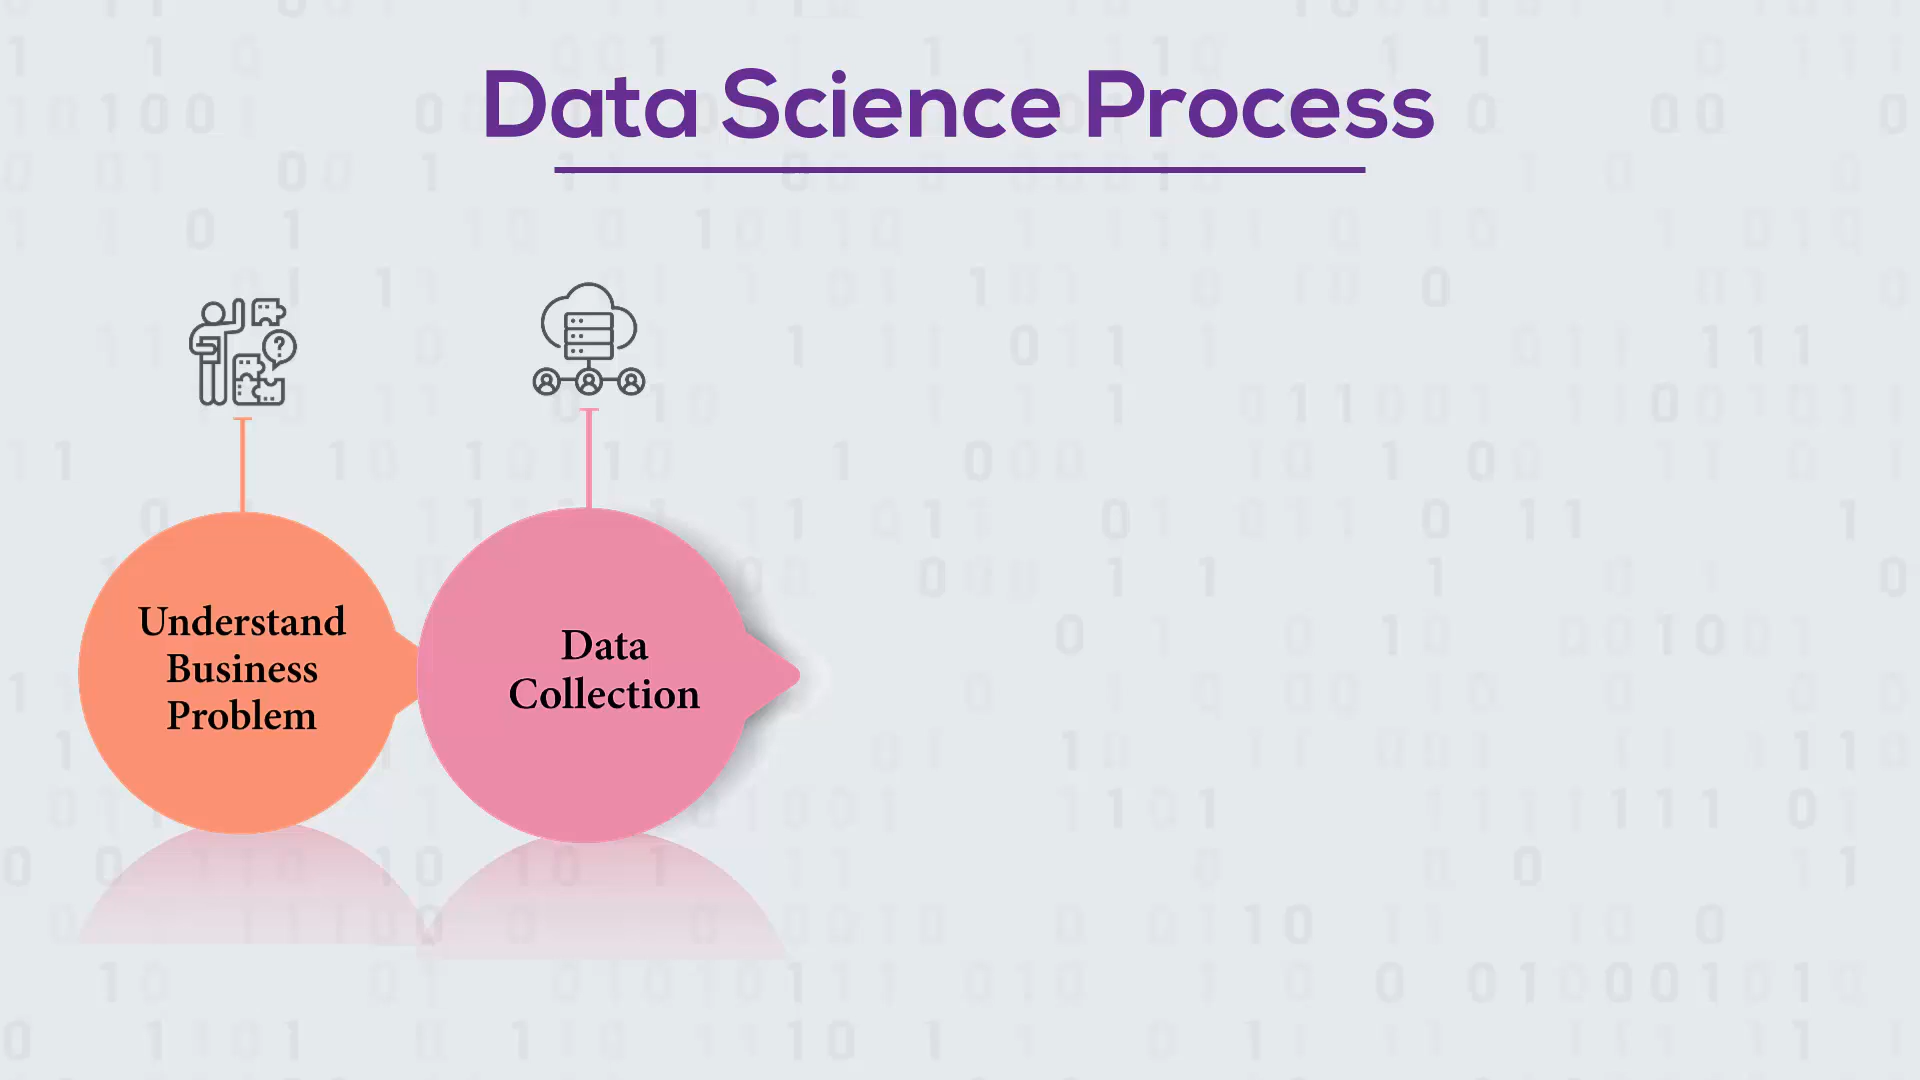 Data Science Process
?
Understand
Business
Problem
Data
Collection